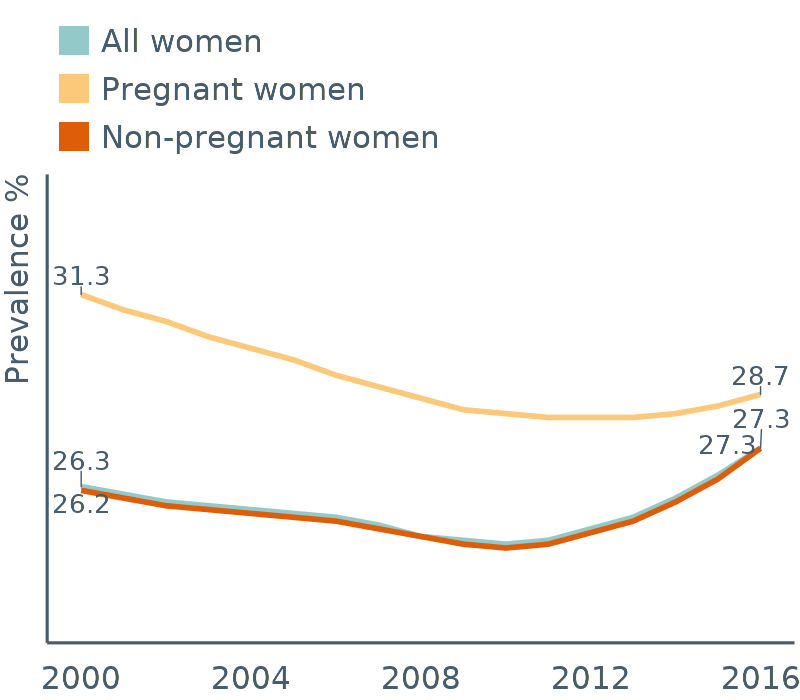 All women
Pregnant women
Non-pregnant women
Prevalence %
31.3
28.7
27.3
27.3
26.3
26.2
2000 2004 2008 2012 2016